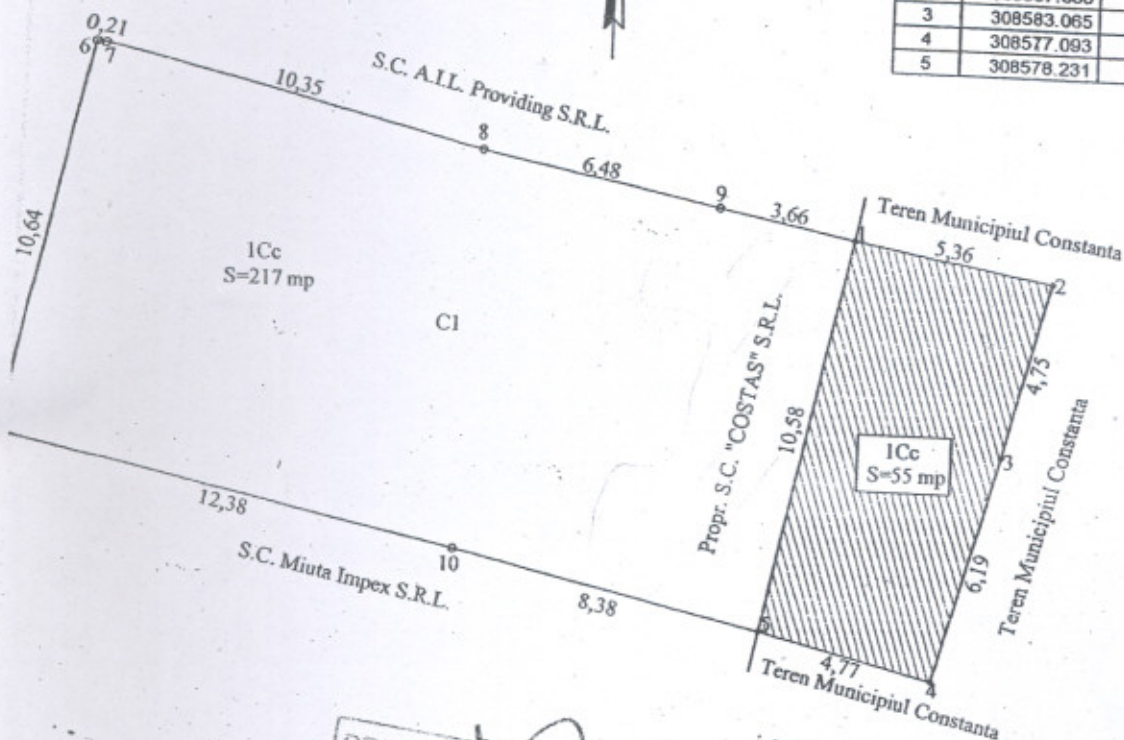 3 308583.065
4 308577.093
5 308578.231
0,21
6 7
10,35
S.C. A.I.L. Providing S.R.L.
8
6,48
9
3,66
1
Teren Municipiul Constanta
5,36
2
10,64
1Cc
S=217 mp
C1
Propr. S.C. "COSTAS" S.R.L.
10,58
4,75
1Cc
S=55 mp
3
Teren Municipiul Constanta
6,19
12,38
S.C. Miuta Impex S.R.L.
10
8,38
5
4,77
4
Teren Municipiul Constanta